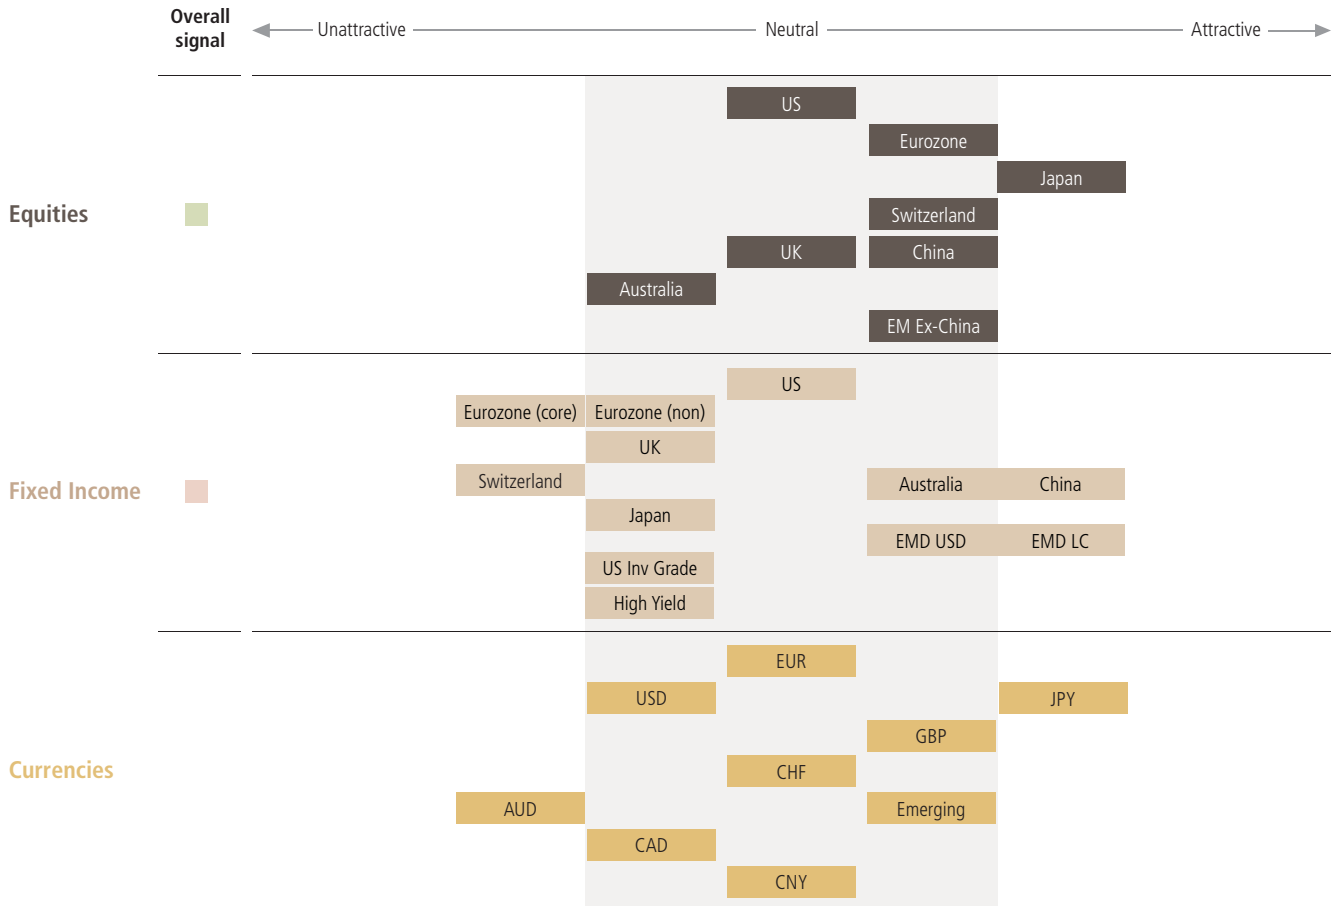 Overall
signal
Unattractive Neutral Attractive
US
Eurozone
Japan
Equities
Switzerland
UK China
Australia
EM Ex-China
US
Eurozone (core) Eurozone (non)
UK
Switzerland Australia China
Fixed Income
Japan
EMD USD EMD LC
US Inv Grade
High Yield
EUR
USD JPY
GBP
Currencies
CHF
AUD Emerging
CAD
CNY